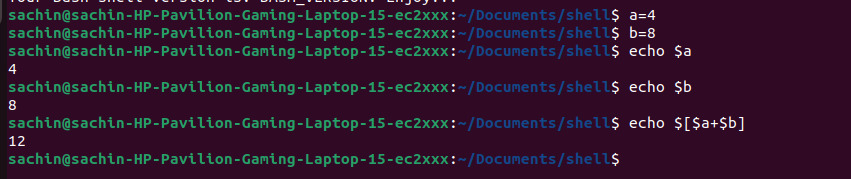 sachin@sachin-HP-Pavilion-Gaming-Laptop-15-ec2xxx:~/Documents/shell$ a=4
sachin@sachin-HP-Pavilion-Gaming-Laptop-15-ec2xxx:~/Documents/shell$ b=8
sachin@sachin-HP-Pavilion-Gaming-Laptop-15-ec2xxx:~/Documents/shell$ echo $a
4
sachin@sachin-HP-Pavilion-Gaming-Laptop-15-ec2xxx:~/Documents/shell$ echo $b
8
sachin@sachin-HP-Pavilion-Gaming-Laptop-15-ec2xxx:~/Documents/shell$ echo $[$a+$b]
12
sachin@sachin-HP-Pavilion-Gaming-Laptop-15-ec2xxx:~/Documents/shell$